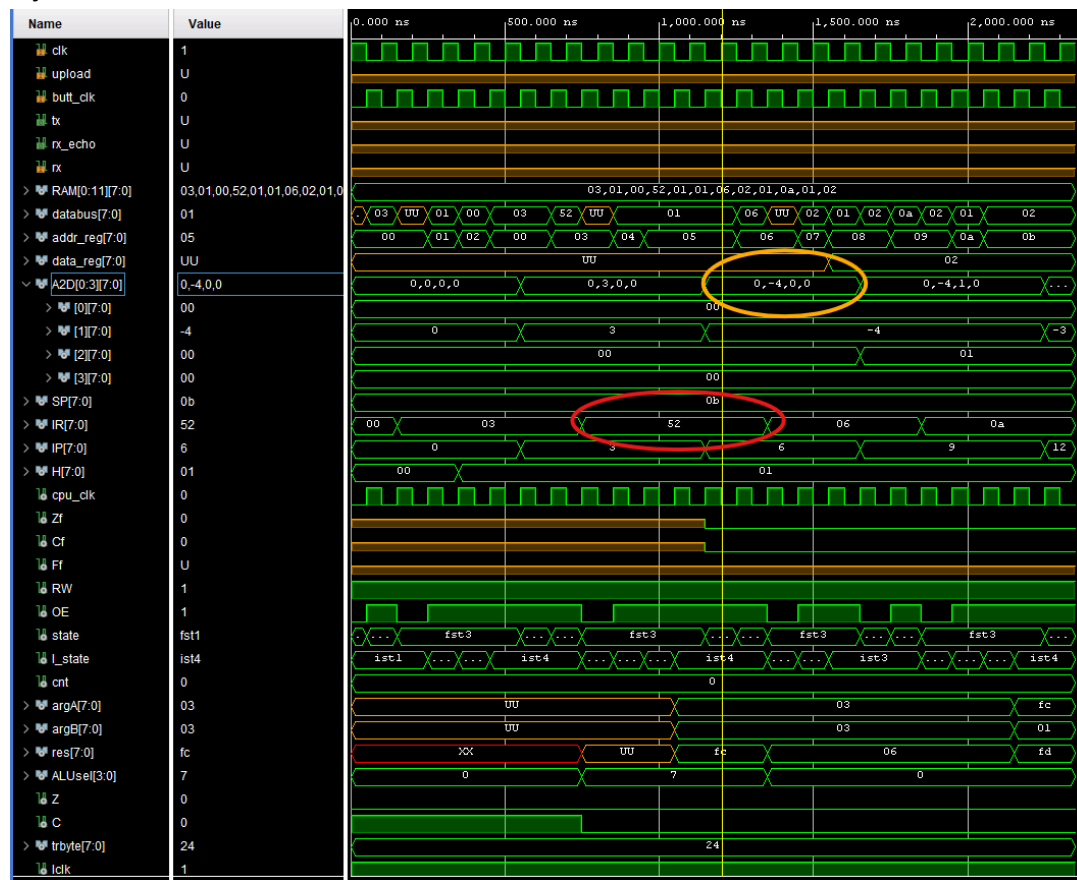 Name Value 0.000 ns 500.000 ns 1,000.000 ns 1,500.000 ns 2,000.000 ns
clk 1
upload U
butt_clk 0
tx U
rx_echo U
rx U
RAM[0:11][7:0] 03,01,00,52,01,01,06,02,01,0 03,01,00,52,01,01,06,02,01,0a,01,02
databus[7:0] 01 . 03 UU 01 00 03 52 UU 01 06 UU 02 01 02 0a 02 01 02
addr_reg[7:0] 05 00 01 02 00 03 04 05 06 07 08 09 0a 0b
data_reg[7:0] UU UU 02
A2D[0:3][7:0] 0,-4,0,0 0,0,0,0 0,3,0,0 0,-4,0,0 0,-4,1,0 ...
[0][7:0] 00 00
[1][7:0] -4 0 3 -4 -3
[2][7:0] 00 00 01
[3][7:0] 00 00
SP[7:0] 0b 0b
IR[7:0] 52 00 03 52 06 0a
IP[7:0] 6 0 3 6 9 12
H[7:0] 01 00 01
cpu_clk 0
Zf 0
Cf 0
Ff U
RW 1
OE 1
state fst1 . ... fst3 ... ... fst3 ... ... fst3 ... ... fst3 ...
I_state ist4 ist1 ... ... ist4 ... ... ... ist4 ... ... ist3 ... ... ist4
cnt 0 0
argA[7:0] 03 UU 03 fc
argB[7:0] 03 UU 03 01
res[7:0] fc XX UU fc 06 fd
ALUsel[3:0] 7 0 7 0
Z 0
C 0
trbyte[7:0] 24 24
lclk 1